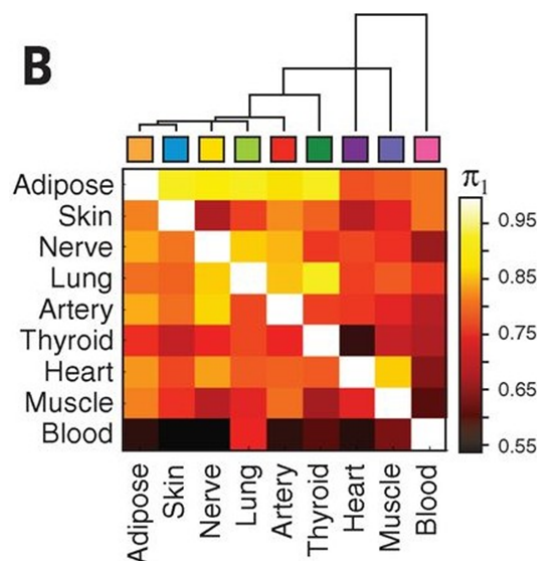 B
π1
Adipose
Skin
Nerve
Lung
Artery
Thyroid
Heart
Muscle
Blood
0.95
0.85
0.75
0.65
0.55
Adipose
Skin
Nerve
Lung
Artery
Thyroid
Heart
Muscle
Blood